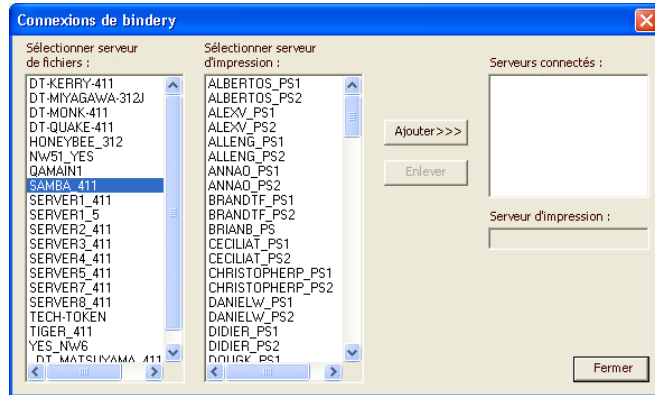 Connexions de bindery
Sélectionner serveur
de fichiers :
DT-KERRY-411
DT-MIYAGAWA-312J
DT-MONK-411
DT-QUAKE-411
HONEYBEE_312
NW51_YES
QAMAIN1
SAMBA_411
SERVER1_411
SERVER1_5
SERVER2_411
SERVER3_411
SERVER4_411
SERVER5_411
SERVER7_411
SERVER8_411
TECH-TOKEN
TIGER_411
YES_NW6
_DT_MATSUYAMA_411
Sélectionner serveur
d'impression :
ALBERTOS_PS1
ALBERTOS_PS2
ALEXV_PS1
ALEXV_PS2
ALLENG_PS1
ALLENG_PS2
ANNAO_PS1
ANNAO_PS2
BRANDTF_PS1
BRANDTF_PS2
BRIANB_PS
CECILIAT_PS1
CECILIAT_PS2
CHRISTOPHERP_PS1
CHRISTOPHERP_PS2
DANIELW_PS1
DANIELW_PS2
DIDIER_PS1
DIDIER_PS2
DOUGK_PS1
Ajouter>>>
Enlever
Serveurs connectés :
Serveur d'impression :
Fermer